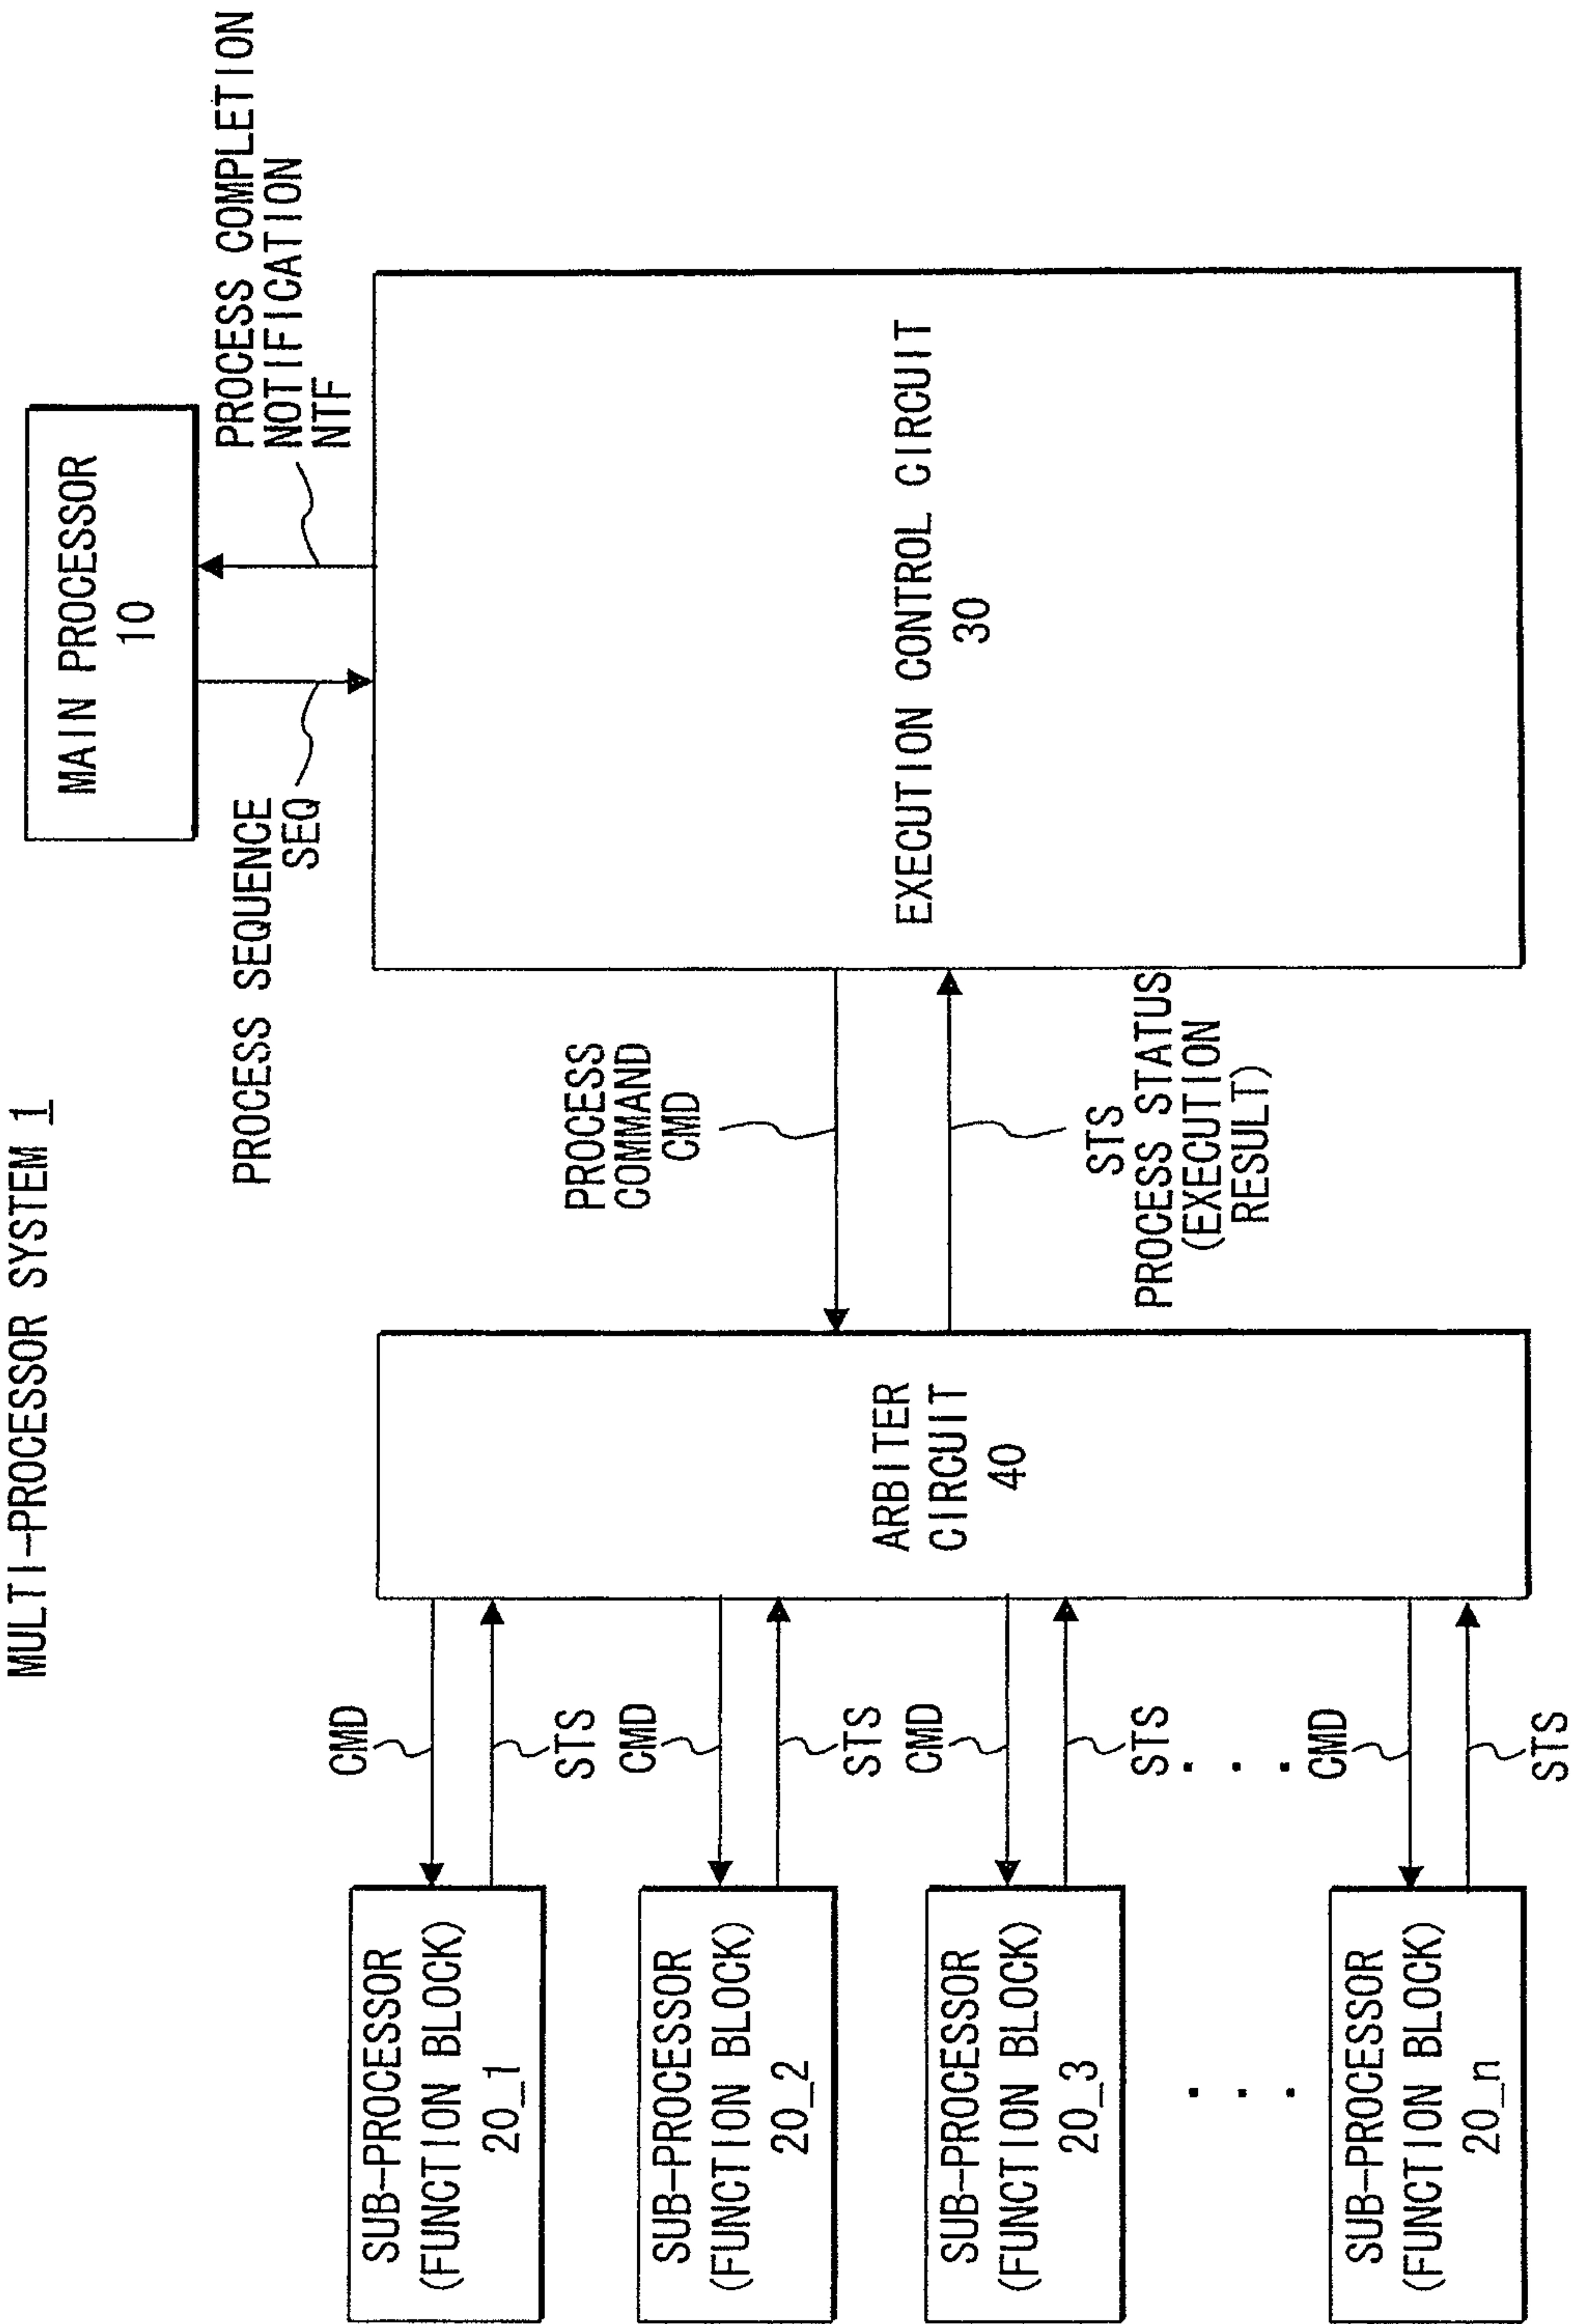 MULTI-PROCESSOR SYSTEM 1
SUB-PROCESSOR
(FUNCTION BLOCK)
20_1
CMD
STS
SUB-PROCESSOR
(FUNCTION BLOCK)
20_2
CMD
STS
SUB-PROCESSOR
(FUNCTION BLOCK)
20_3
CMD
STS
. . .
. . .
SUB-PROCESSOR
(FUNCTION BLOCK)
20_n
CMD
STS
ARBITER
CIRCUIT
40
PROCESS
COMMAND
CMD
STS
PROCESS STATUS
(EXECUTION
RESULT)
MAIN PROCESSOR
10
PROCESS SEQUENCE
SEQ
PROCESS COMPLETION
NOTIFICATION
NTF
EXECUTION CONTROL CIRCUIT
30